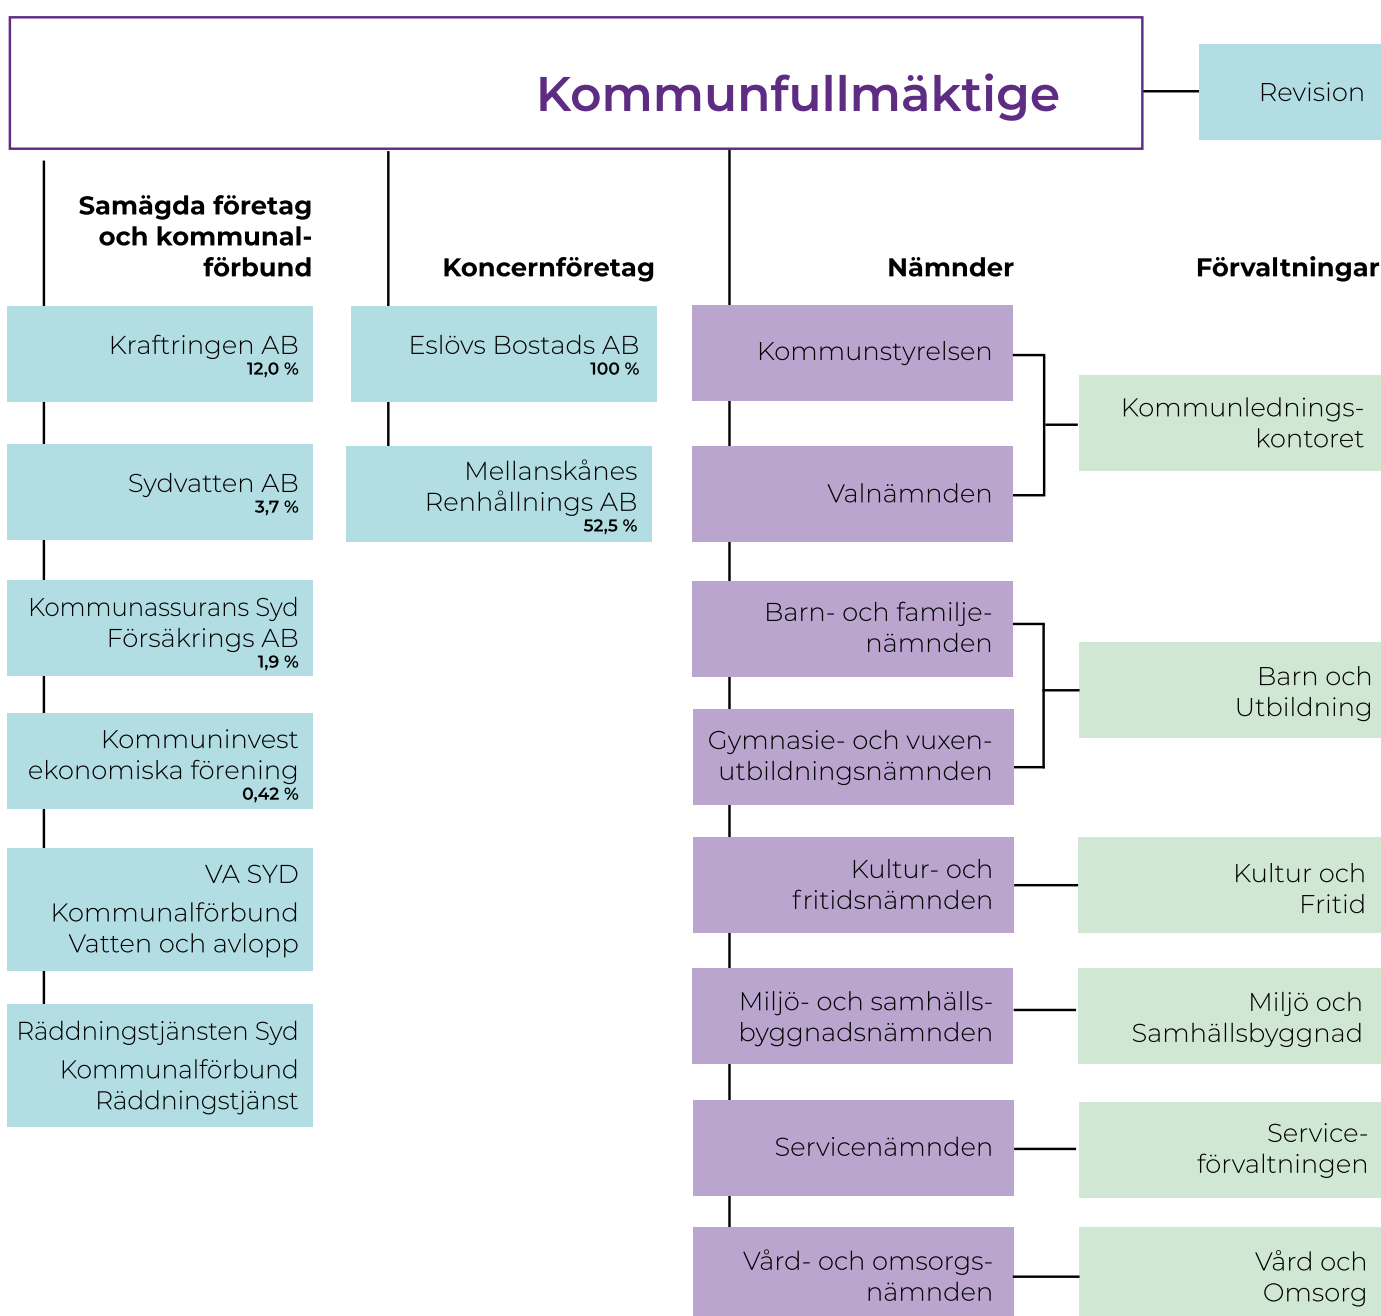 Kommunfullmäktige
Revision
Samägda företag
och kommunal-
förbund
Kraftringen AB
12,0 %
Sydvatten AB
3,7 %
Kommunassurans Syd
Försäkrings AB
1,9 %
Kommuninvest
ekonomiska förening
0,42 %
VA SYD
Kommunalförbund
Vatten och avlopp
Räddningstjänsten Syd
Kommunalförbund
Räddningstjänst
Koncernföretag
Eslövs Bostads AB
100 %
Mellanskånes
Renhållnings AB
52,5 %
Nämnder
Kommunstyrelsen
Valnämnden
Barn- och familje-
nämnden
Gymnasie- och vuxen-
utbildningsnämnden
Kultur- och
fritidsnämnden
Miljö- och samhälls-
byggnadsnämnden
Servicenämnden
Vård- och omsorgs-
nämnden
Förvaltningar
Kommunlednings-
kontoret
Barn och
Utbildning
Kultur och
Fritid
Miljö och
Samhällsbyggnad
Service-
förvaltningen
Vård och
Omsorg